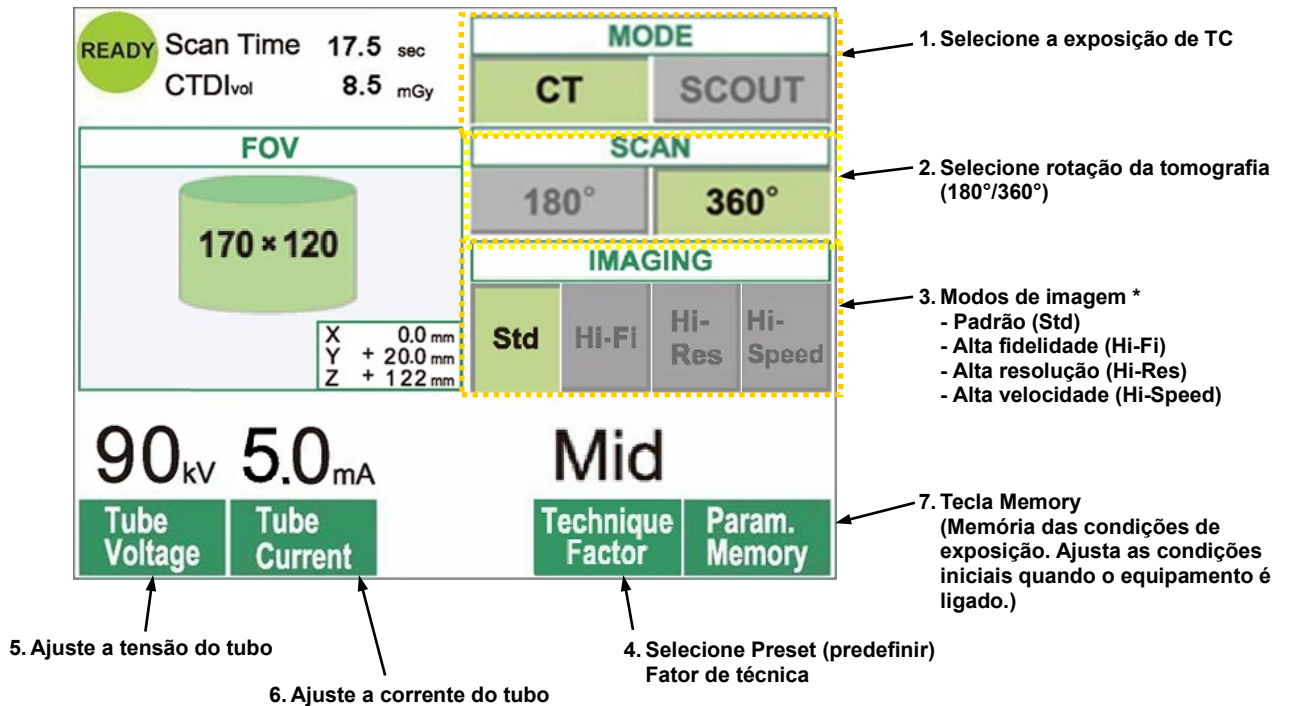 READY
Scan Time 17.5 sec
CTDIvol 8.5 mGy
FOV
170 × 120
X 0.0 mm
Y + 20.0 mm
Z + 122 mm
MODE
CT SCOUT
SCAN
180° 360°
IMAGING
Std Hi-Fi Hi-Res Hi-Speed
90 kV 5.0 mA Mid
Tube Voltage
Tube Current
Technique Factor
Param. Memory
1. Selecione a exposição de TC
2. Selecione rotação da tomografia
(180°/360°)
3. Modos de imagem *
- Padrão (Std)
- Alta fidelidade (Hi-Fi)
- Alta resolução (Hi-Res)
- Alta velocidade (Hi-Speed)
7. Tecla Memory
(Memória das condições de
exposição. Ajusta as condições
iniciais quando o equipamento é
ligado.)
5. Ajuste a tensão do tubo
6. Ajuste a corrente do tubo
4. Selecione Preset (predefinir)
Fator de técnica